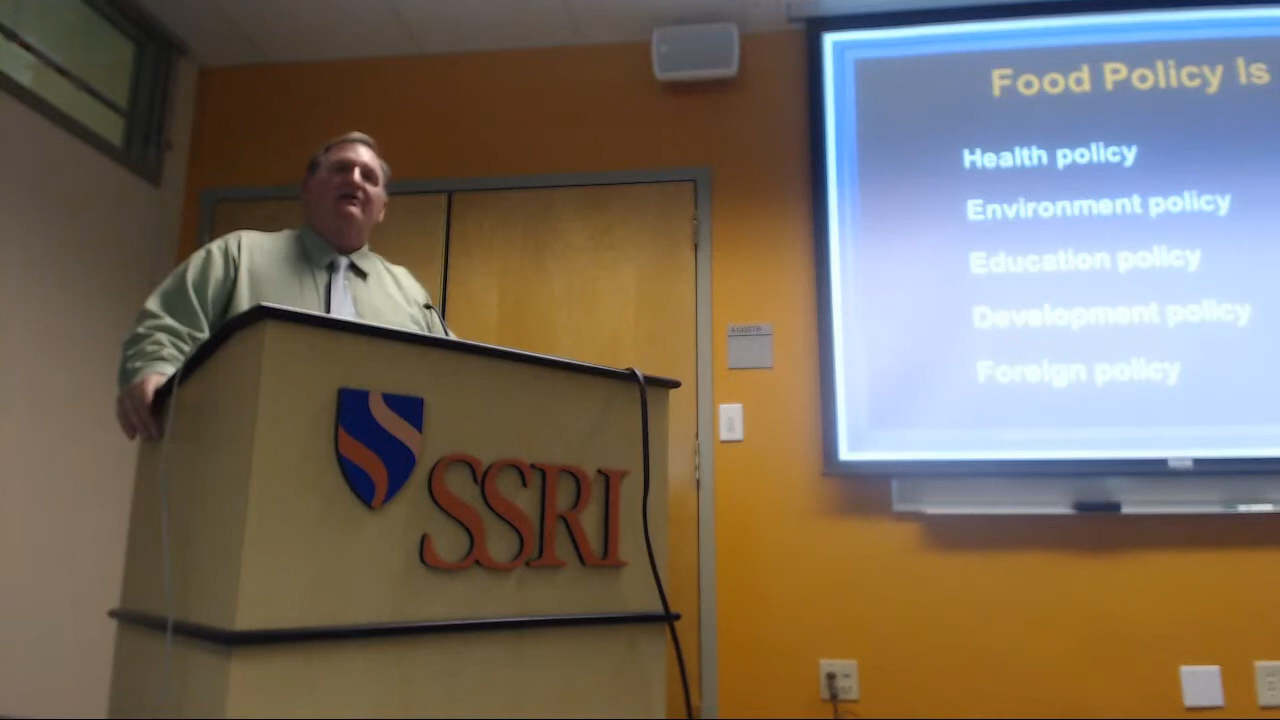 Food Policy Is
Health policy
Environment policy
Education policy
Development policy
Foreign policy
SSRI